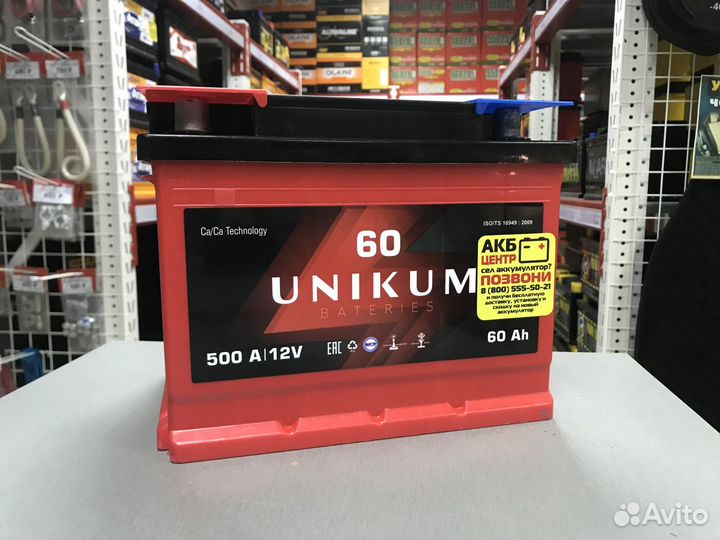 Ca/Ca Technology
ISO/TS 16949 : 2009
60
UNIKUM
BATERIES
500 A|12V
EAC
60 Ah
АКБ
ЦЕНТР
сел аккумулятор?
ПОЗВОНИ
8 (800) 555-50-21
и получи бесплатную
доставку, установку и
скидку на новый
аккумулятор
ALPHALINE
Avito